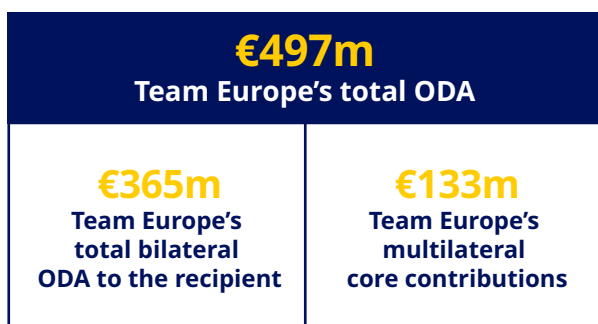 €497m
Team Europe’s total ODA
€365m
Team Europe’s
total bilateral
ODA to the recipient
€133m
Team Europe’s
multilateral
core contributions